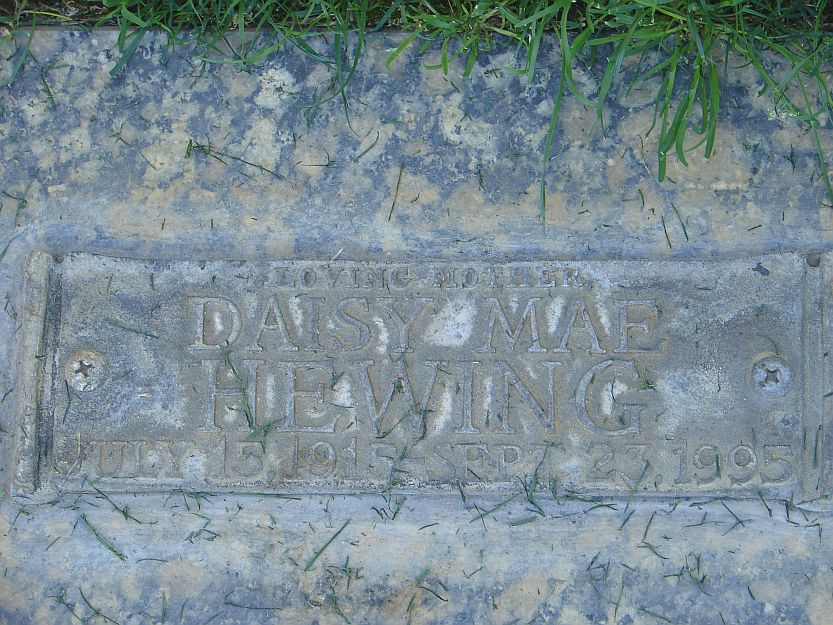 LOVING MOTHER
DAISY MAE
HEWING
JULY 15, 1915-SEPT. 23, 1995